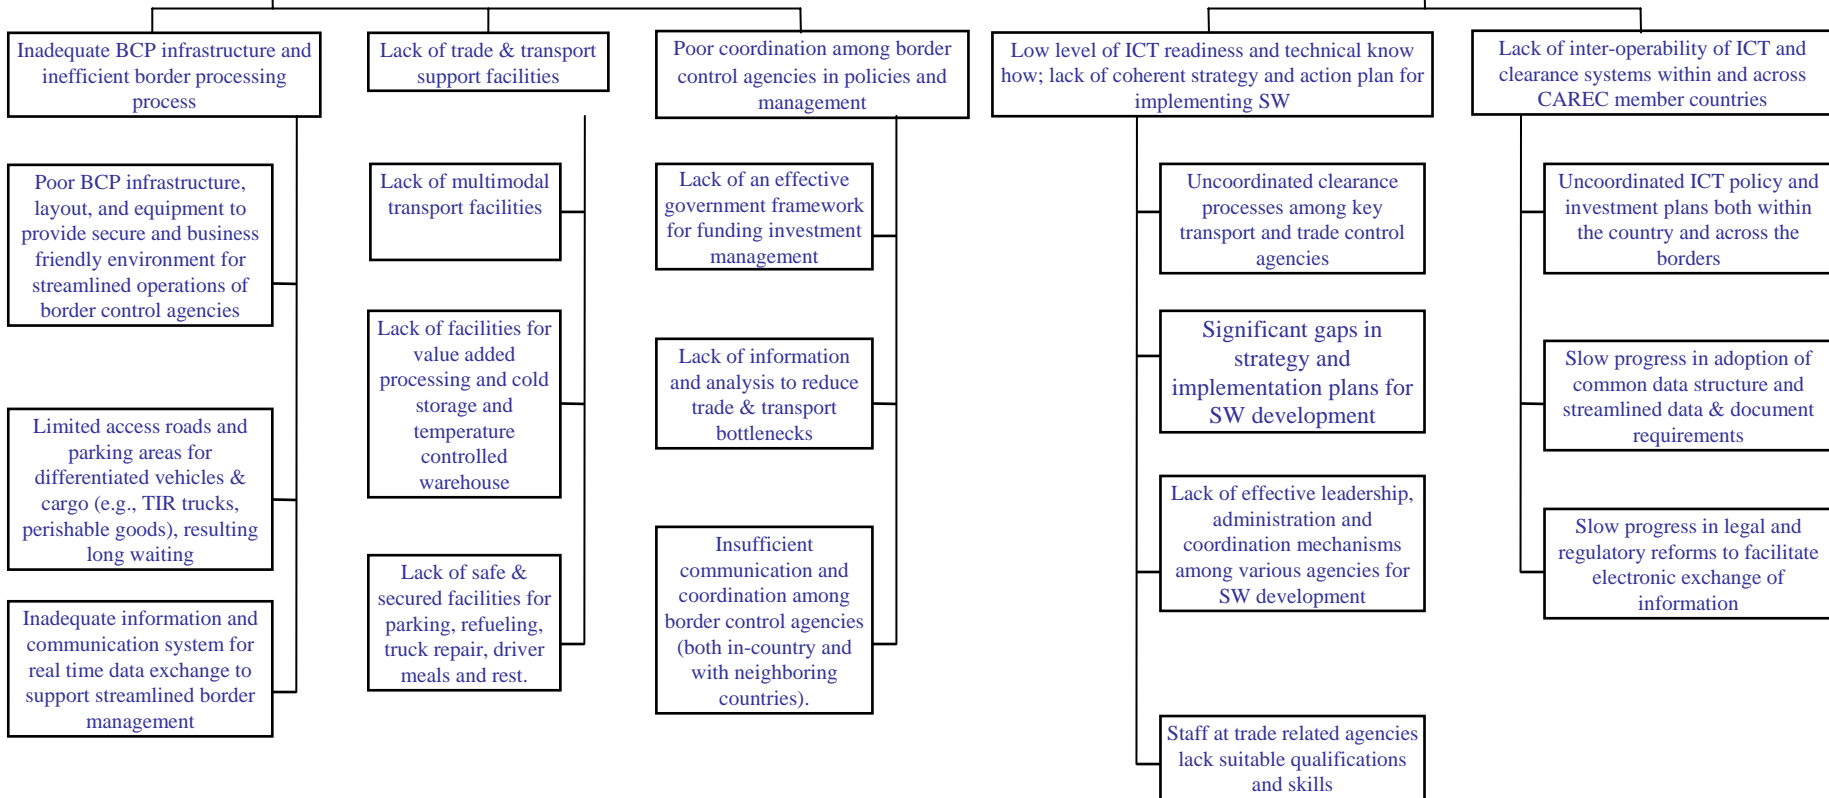 Inadequate BCP infrastructure and
inefficient border processing
process
Lack of trade & transport
support facilities
Poor coordination among border
control agencies in policies and
management
Low level of ICT readiness and technical know
how; lack of coherent strategy and action plan for
implementing SW
Lack of inter-operability of ICT and
clearance systems within and across
CAREC member countries
Poor BCP infrastructure,
layout, and equipment to
provide secure and business
friendly environment for
streamlined operations of
border control agencies
Limited access roads and
parking areas for
differentiated vehicles &
cargo (e.g., TIR trucks,
perishable goods), resulting
long waiting
Inadequate information and
communication system for
real time data exchange to
support streamlined border
management
Lack of multimodal
transport facilities
Lack of facilities for
value added
processing and cold
storage and
temperature
controlled
warehouse
Lack of safe &
secured facilities for
parking, refueling,
truck repair, driver
meals and rest.
Lack of an effective
government framework
for funding investment
management
Lack of information
and analysis to reduce
trade & transport
bottlenecks
Insufficient
communication and
coordination among
border control agencies
(both in-country and
with neighboring
countries).
Uncoordinated clearance
processes among key
transport and trade control
agencies
Significant gaps in
strategy and
implementation plans for
SW development
Lack of effective leadership,
administration and
coordination mechanisms
among various agencies for
SW development
Staff at trade related agencies
lack suitable qualifications
and skills
Uncoordinated ICT policy and
investment plans both within
the country and across the
borders
Slow progress in adoption of
common data structure and
streamlined data & document
requirements
Slow progress in legal and
regulatory reforms to facilitate
electronic exchange of
information